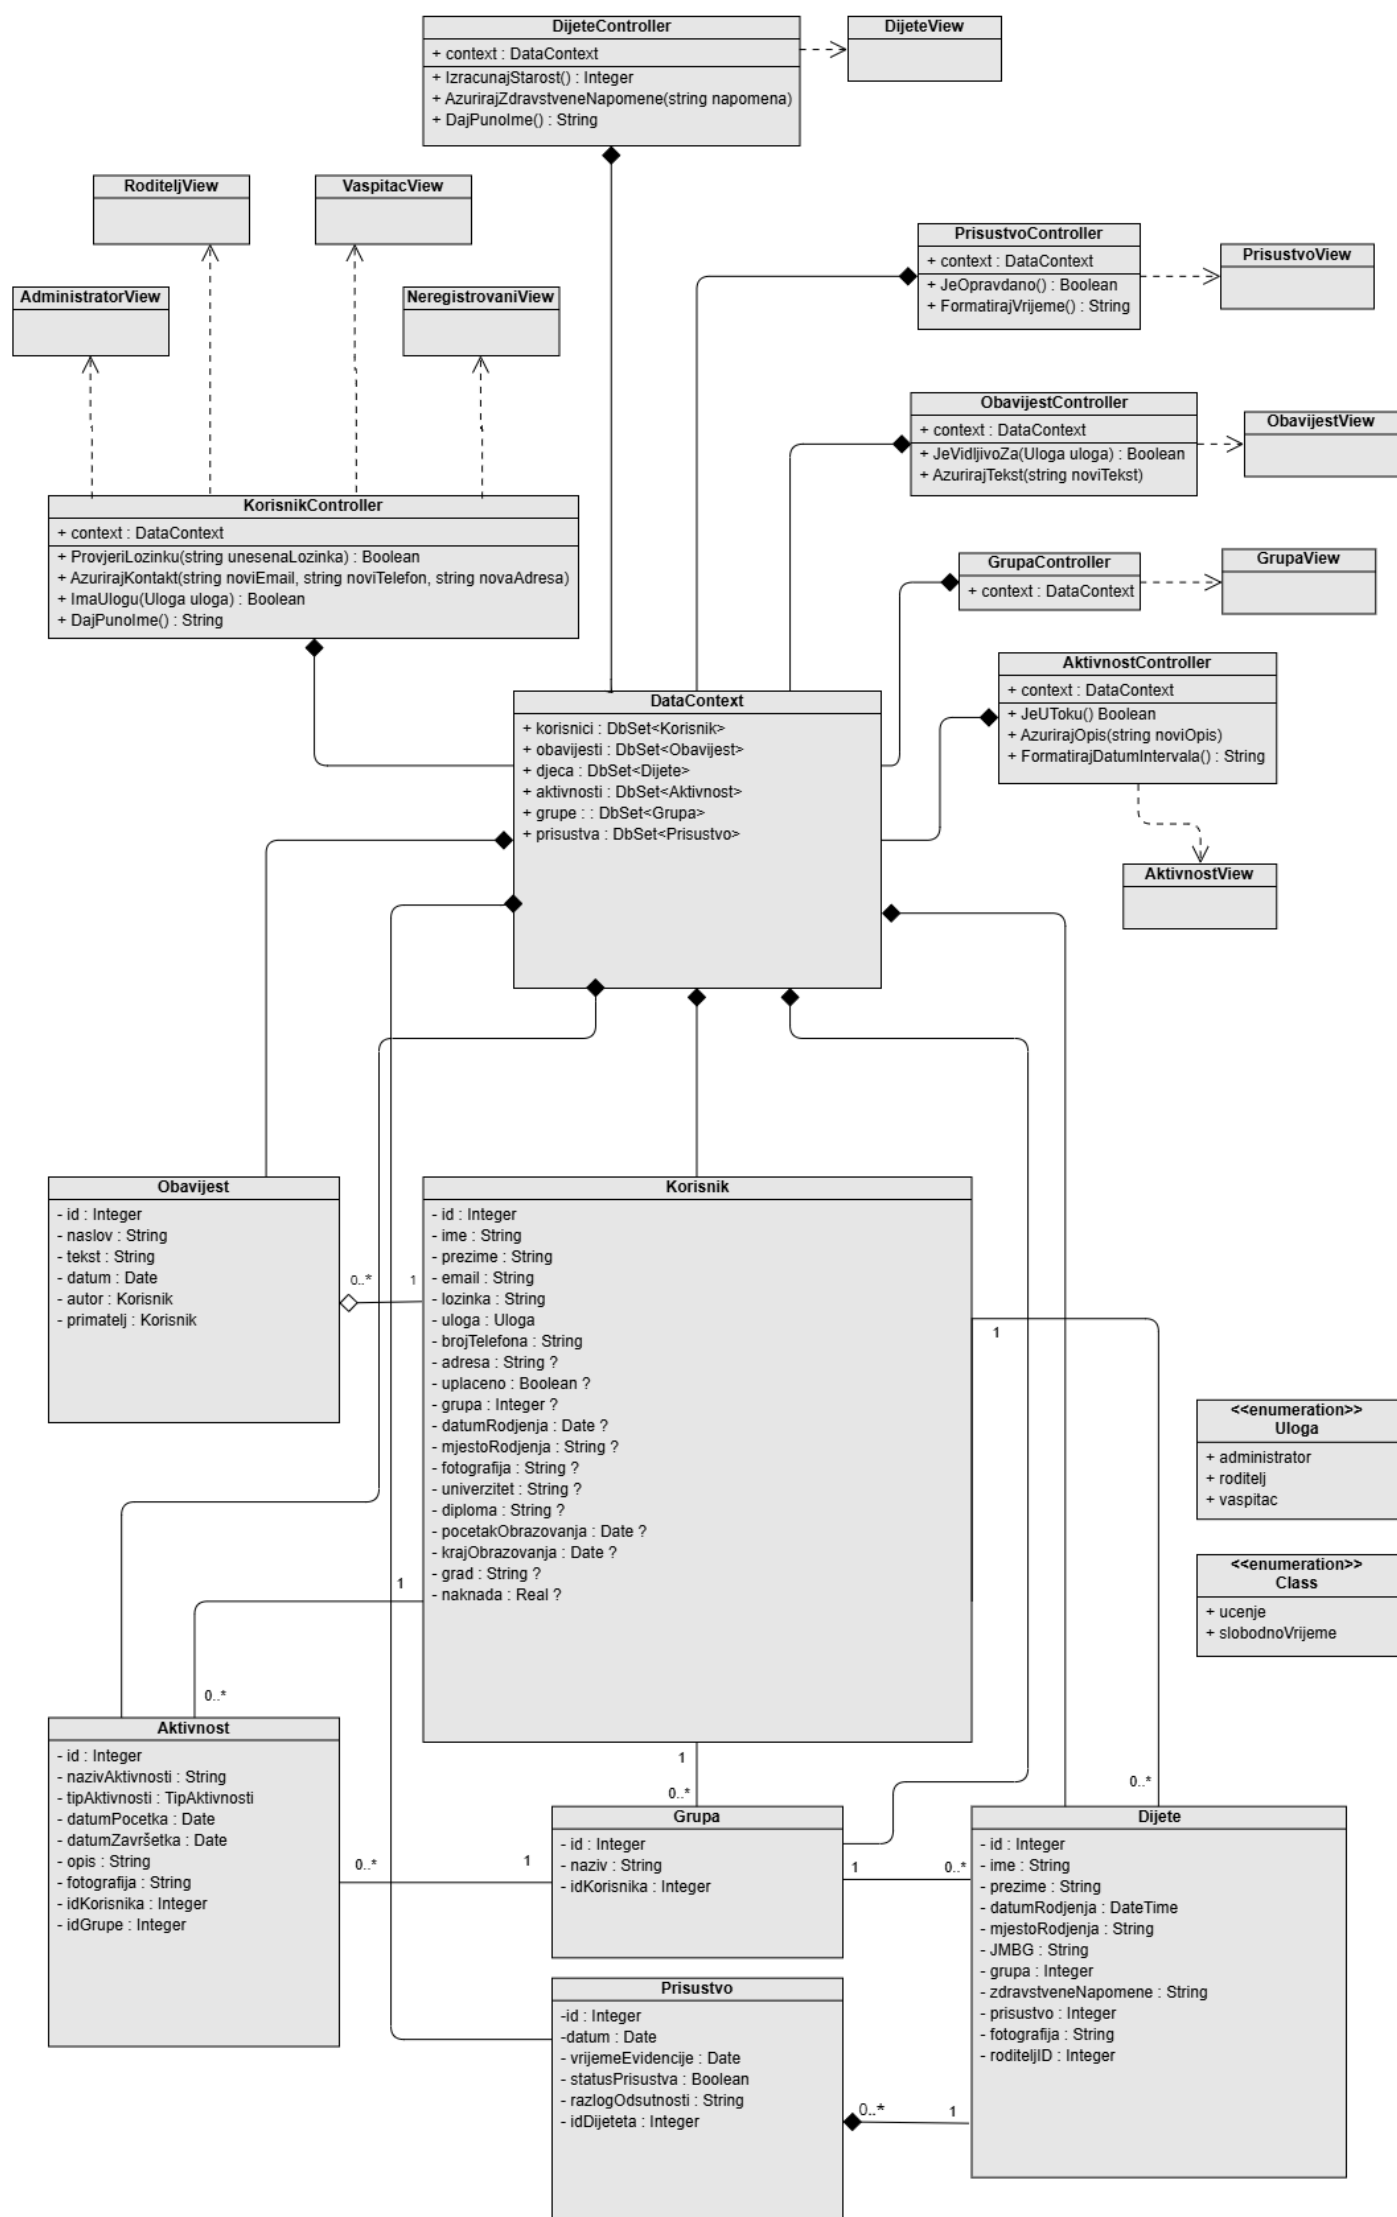 DijeteController
+ context : DataContext
+ IzracunajStarost() : Integer
+ AzurirajZdravstveneNapomene(string napomena)
+ DajPunoIme() : String
DijeteView
RoditeljView
VaspitacView
AdministratorView
NeregistrovaniView
PrisustvoController
+ context : DataContext
+ JeOpravdano() : Boolean
+ FormatirajVrijeme() : String
PrisustvoView
ObavijestController
+ context : DataContext
+ JeVidljivoZa(Uloga uloga) : Boolean
+ AzurirajTekst(string noviTekst)
ObavijestView
KorisnikController
+ context : DataContext
+ ProvjeriLozinku(string unesenaLozinka) : Boolean
+ AzurirajKontakt(string noviEmail, string noviTelefon, string novaAdresa)
+ ImaUlogu(Uloga uloga) : Boolean
+ DajPunoIme() : String
GrupaController
+ context : DataContext
GrupaView
AktivnostController
+ context : DataContext
+ JeUToku() Boolean
+ AzurirajOpis(string noviOpis)
+ FormatirajDatumIntervala() : String
AktivnostView
DataContext
+ korisnici : DbSet<Korisnik>
+ obavijesti : DbSet<Obavijest>
+ djeca : DbSet<Dijete>
+ aktivnosti : DbSet<Aktivnost>
+ grupe : : DbSet<Grupa>
+ prisustva : DbSet<Prisustvo>
Obavijest
- id : Integer
- naslov : String
- tekst : String
- datum : Date
- autor : Korisnik
- primatelj : Korisnik
0..*
1
Korisnik
- id : Integer
- ime : String
- prezime : String
- email : String
- lozinka : String
- uloga : Uloga
- brojTelefona : String
- adresa : String ?
- uplaceno : Boolean ?
- grupa : Integer ?
- datumRodjenja : Date ?
- mjestoRodjenja : String ?
- fotografija : String ?
- univerzitet : String ?
- diploma : String ?
- pocetakObrazovanja : Date ?
- krajObrazovanja : Date ?
- grad : String ?
- naknada : Real ?
1
<<enumeration>>
Uloga
+ administrator
+ roditelj
+ vaspitac
<<enumeration>>
Class
+ ucenje
+ slobodnoVrijeme
1
0..*
1
0..*
0..*
Aktivnost
- id : Integer
- nazivAktivnosti : String
- tipAktivnosti : TipAktivnosti
- datumPocetka : Date
- datumZavršetka : Date
- opis : String
- fotografija : String
- idKorisnika : Integer
- idGrupe : Integer
0..*
1
Grupa
- id : Integer
- naziv : String
- idKorisnika : Integer
1
0..*
Dijete
- id : Integer
- ime : String
- prezime : String
- datumRodjenja : DateTime
- mjestoRodjenja : String
- JMBG : String
- grupa : Integer
- zdravstveneNapomene : String
- prisustvo : Integer
- fotografija : String
- roditeljID : Integer
Prisustvo
-id : Integer
-datum : Date
- vrijemeEvidencije : Date
- statusPrisustva : Boolean
- razlogOdsutnosti : String
- idDijeteta : Integer
0..*
1